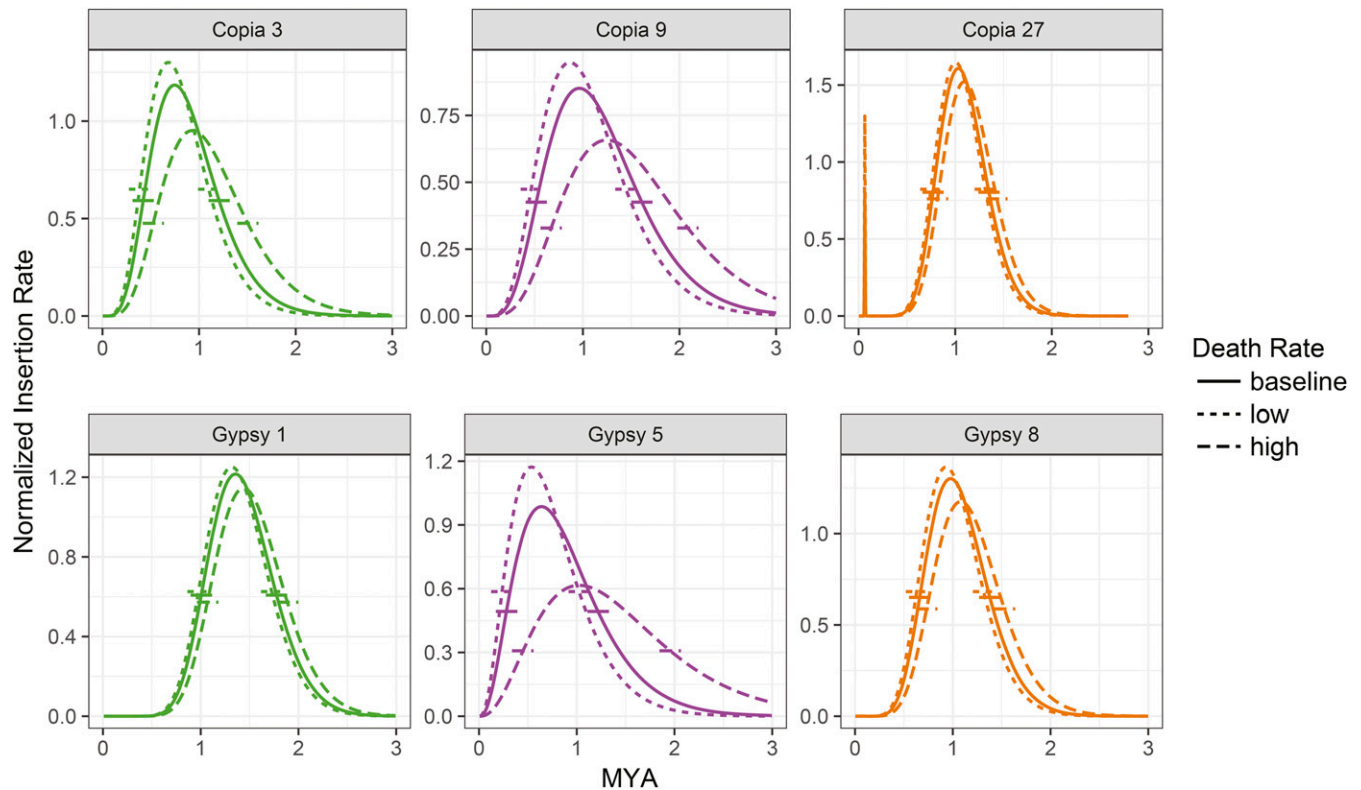 Copia 3
Copia 9
Copia 27
1.0
0.5
0.0
0 1 2 3
0.75
0.50
0.25
0.00
0 1 2 3
1.5
1.0
0.5
0.0
0 1 2 3
Normalized Insertion Rate
Death Rate
baseline
low
high
Gypsy 1
Gypsy 5
Gypsy 8
1.2
0.8
0.4
0.0
0 1 2 3
1.2
0.9
0.6
0.3
0.0
0 1 2 3
1.0
0.5
0.0
0 1 2 3
MYA